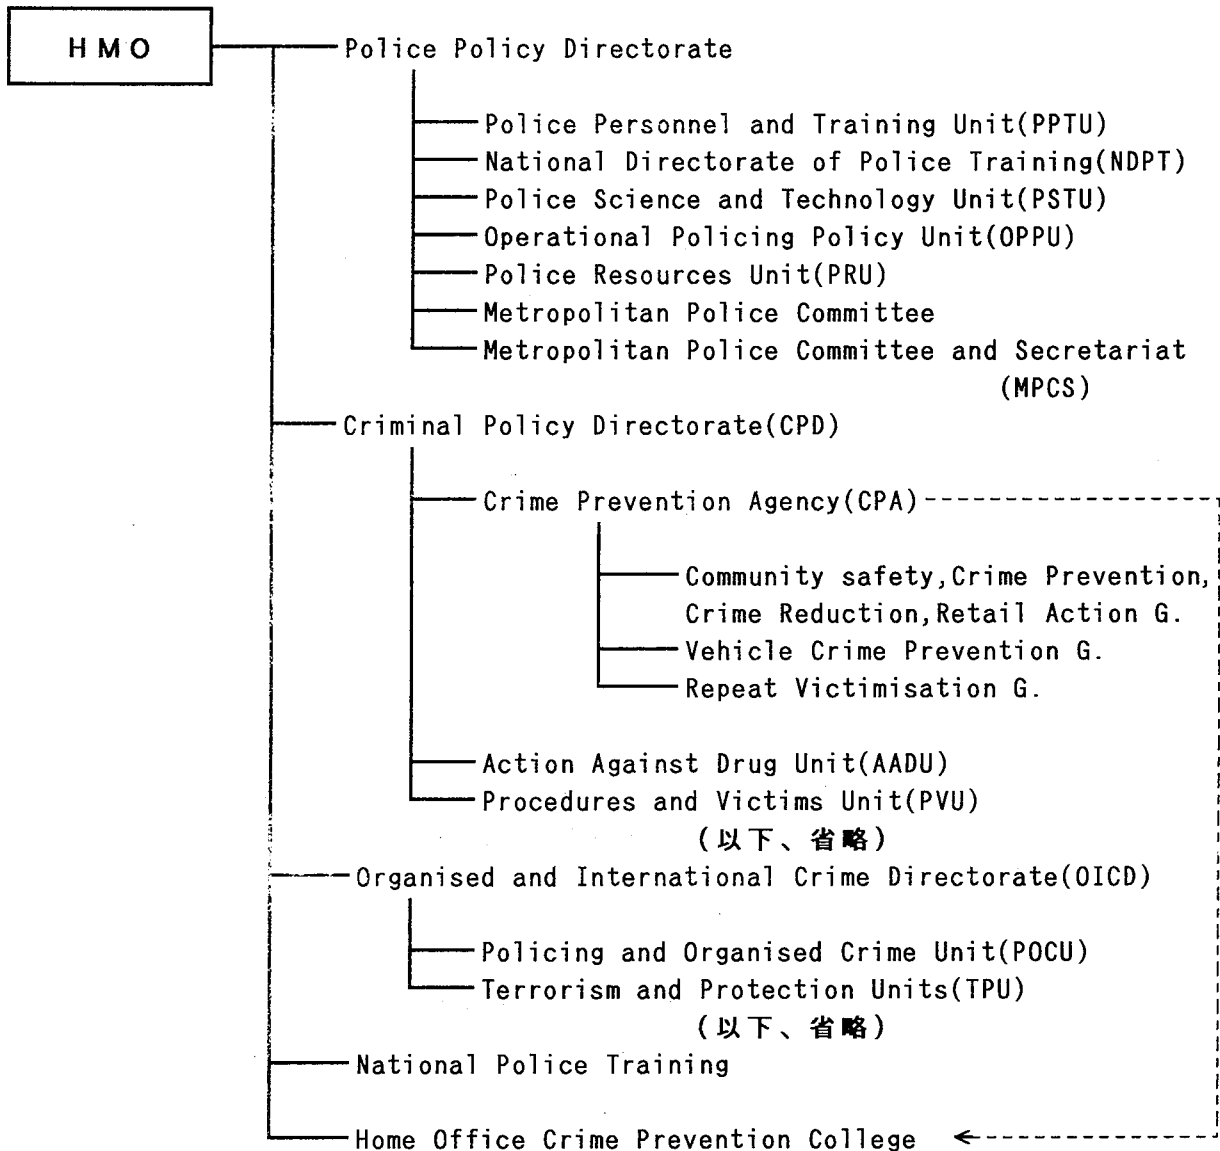 HMO
Police Policy Directorate
Police Personnel and Training Unit(PPTU)
National Directorate of Police Training(NDPT)
Police Science and Technology Unit(PSTU)
Operational Policing Policy Unit(OPPU)
Police Resources Unit(PRU)
Metropolitan Police Committee
Metropolitan Police Committee and Secretariat
(MPCS)
Criminal Policy Directorate(CPD)
Crime Prevention Agency(CPA)
Community safety,Crime Prevention,
Crime Reduction,Retail Action G.
Vehicle Crime Prevention G.
Repeat Victimisation G.
Action Against Drug Unit(AADU)
Procedures and Victims Unit(PVU)
(以下、省略)
Organised and International Crime Directorate(OICD)
Policing and Organised Crime Unit(POCU)
Terrorism and Protection Units(TPU)
(以下、省略)
National Police Training
Home Office Crime Prevention College